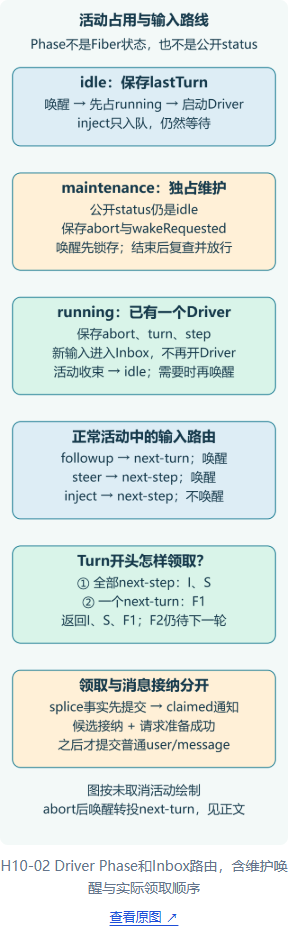 活动占用与输入路线
Phase不是Fiber状态，也不是公开status
idle：保存lastTurn
唤醒 → 先占running → 启动Driver
inject只入队，仍然等待
maintenance：独占维护
公开status仍是idle
保存abort与wakeRequested
唤醒先锁存；结束后复查并放行
running：已有一个Driver
保存abort、turn、step
新输入进入Inbox，不再开Driver
活动收束 → idle；需要时再唤醒
正常活动中的输入路由
followup → next-turn；唤醒
steer → next-step；唤醒
inject → next-step；不唤醒
Turn开头怎样领取？
① 全部next-step：I、S
② 一个next-turn：F1
返回I、S、F1；F2仍待下一轮
领取与消息接纳分开
splice事实先提交 → claimed通知
候选接纳 + 请求准备成功
之后才提交普通user/message
图按未取消活动绘制
abort后唤醒转投next-turn，见正文
H10-02 Driver Phase和Inbox路由，含维护唤
醒与实际领取顺序
查看原图 ↗